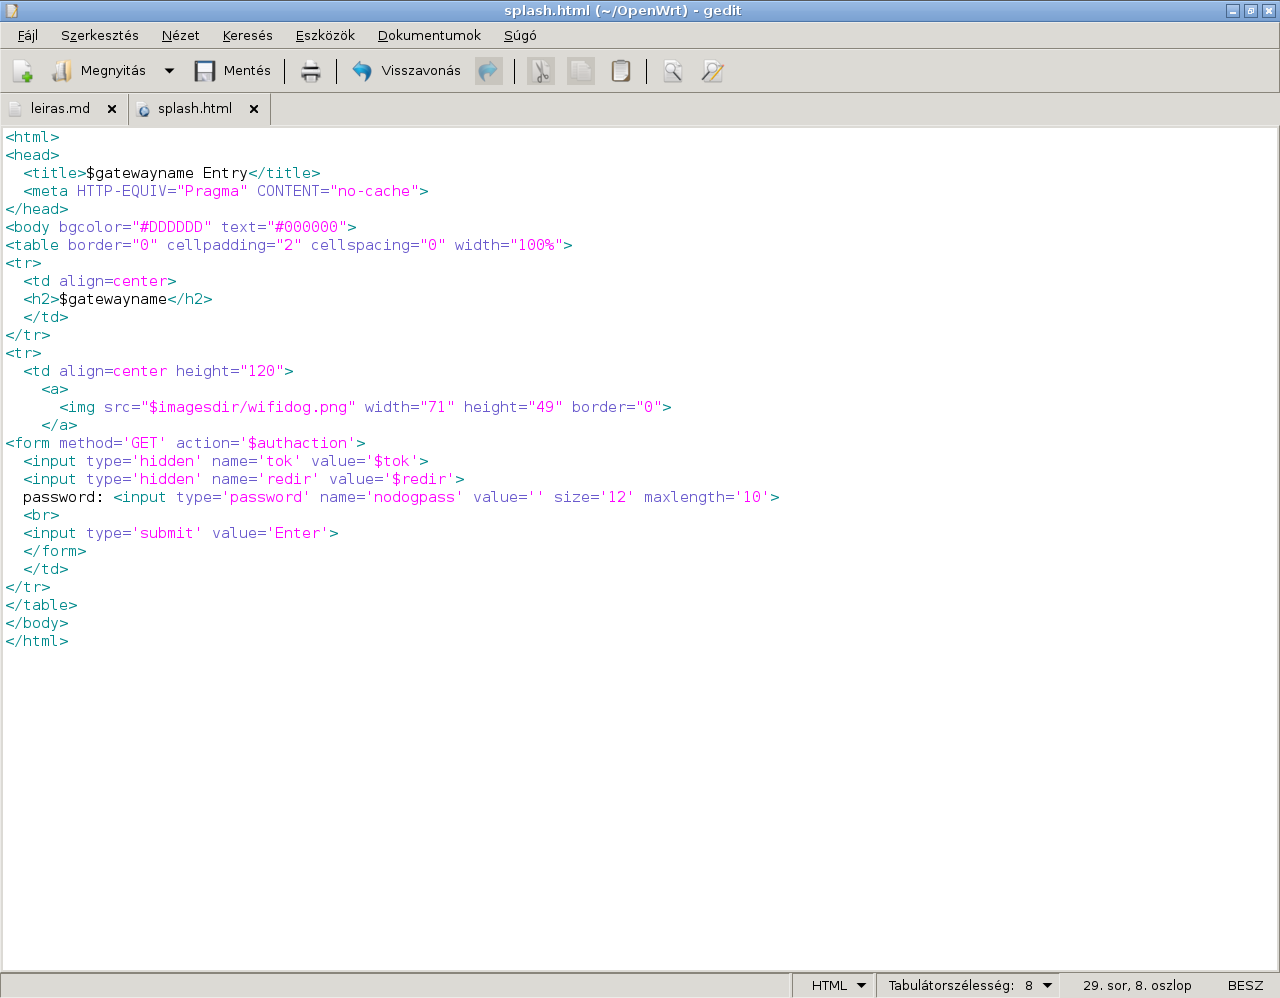 splash.html (~/OpenWrt) - gedit
Fájl Szerkesztés Nézet Keresés Eszközök Dokumentumok Súgó
Megnyitás Mentés Visszavonás
leiras.md splash.html
<html>
<head>
  <title>$gatewayname Entry</title>
  <meta HTTP-EQUIV="Pragma" CONTENT="no-cache">
</head>
<body bgcolor="#DDDDDD" text="#000000">
<table border="0" cellpadding="2" cellspacing="0" width="100%">
<tr>
  <td align=center>
  <h2>$gatewayname</h2>
  </td>
</tr>
<tr>
  <td align=center height="120">
    <a>
      <img src="$imagesdir/wifidog.png" width="71" height="49" border="0">
    </a>
<form method='GET' action='$authaction'>
  <input type='hidden' name='tok' value='$tok'>
  <input type='hidden' name='redir' value='$redir'>
  password: <input type='password' name='nodogpass' value='' size='12' maxlength='10'>
  <br>
  <input type='submit' value='Enter'>
  </form>
  </td>
</tr>
</table>
</body>
</html>
HTML Tabulátorszélesség: 8 29. sor, 8. oszlop BESZ